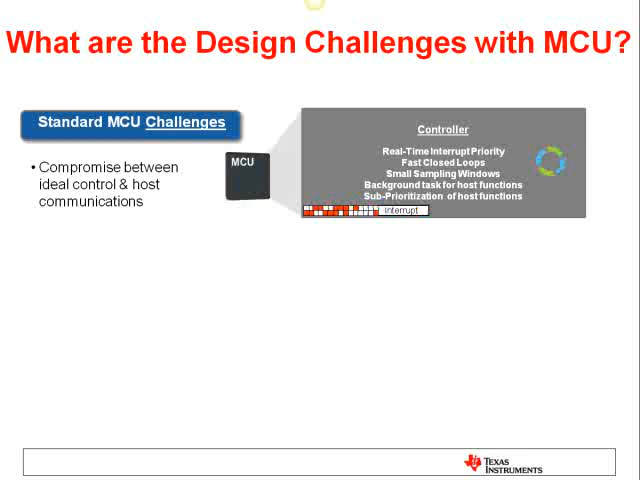 What are the Design Challenges with MCU?
Standard MCU Challenges
• Compromise between
ideal control & host
communications
MCU
Controller
Real-Time Interrupt Priority
Fast Closed Loops
Small Sampling Windows
Background task for host functions
Sub-Prioritization of host functions
interrupt
TEXAS
INSTRUMENTS